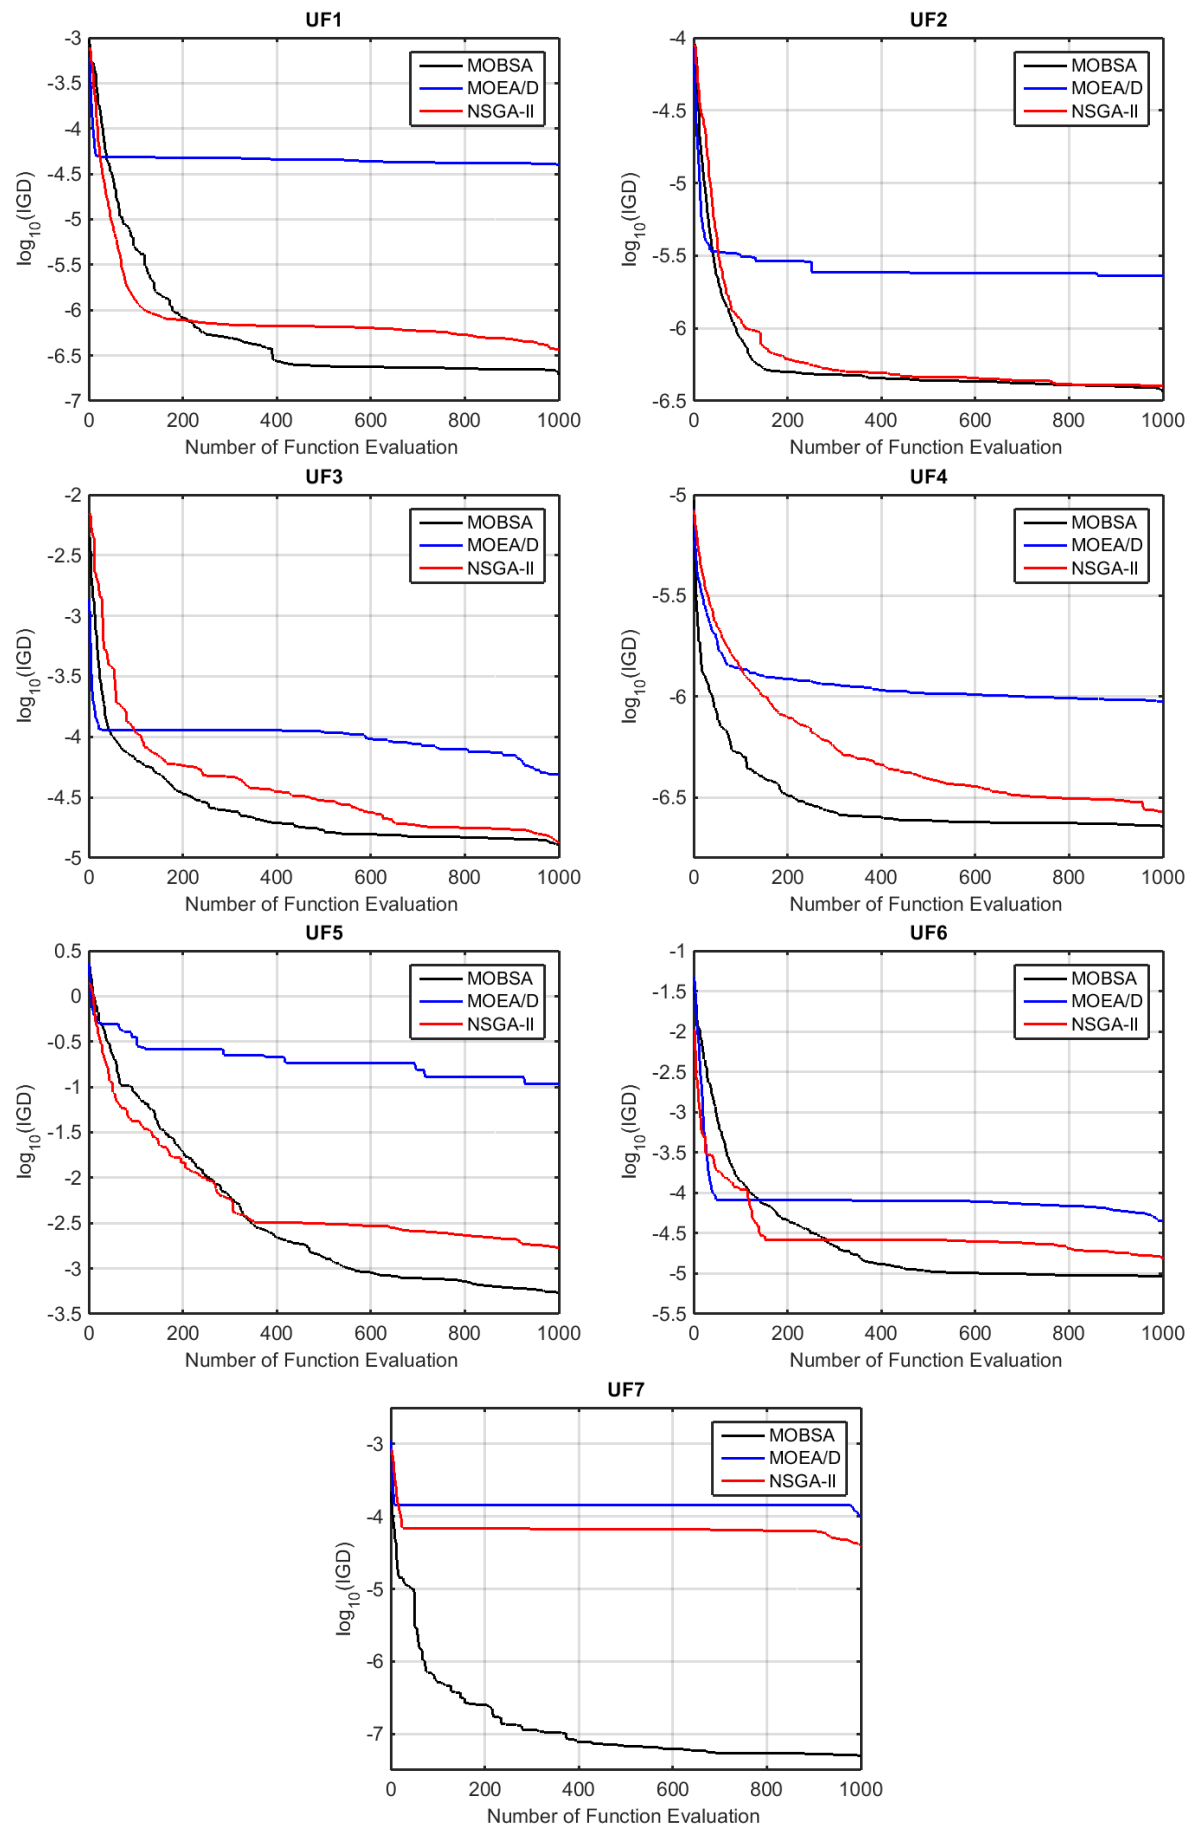 UF1
-3
-3.5
-4
-4.5
-5
-5.5
-6
-6.5
-7
log10(IGD)
MOBSA
MOEA/D
NSGA-II
0 200 400 600 800 1000
Number of Function Evaluation
UF2
-4
-4.5
-5
-5.5
-6
-6.5
log10(IGD)
MOBSA
MOEA/D
NSGA-II
0 200 400 600 800 1000
Number of Function Evaluation
UF3
-2
-2.5
-3
-3.5
-4
-4.5
-5
log10(IGD)
MOBSA
MOEA/D
NSGA-II
0 200 400 600 800 1000
Number of Function Evaluation
UF4
-5
-5.5
-6
-6.5
log10(IGD)
MOBSA
MOEA/D
NSGA-II
0 200 400 600 800 1000
Number of Function Evaluation
UF5
0.5
0
-0.5
-1
-1.5
-2
-2.5
-3
-3.5
log10(IGD)
MOBSA
MOEA/D
NSGA-II
0 200 400 600 800 1000
Number of Function Evaluation
UF6
-1
-1.5
-2
-2.5
-3
-3.5
-4
-4.5
-5
-5.5
log10(IGD)
MOBSA
MOEA/D
NSGA-II
0 200 400 600 800 1000
Number of Function Evaluation
UF7
-3
-4
-5
-6
-7
log10(IGD)
MOBSA
MOEA/D
NSGA-II
0 200 400 600 800 1000
Number of Function Evaluation